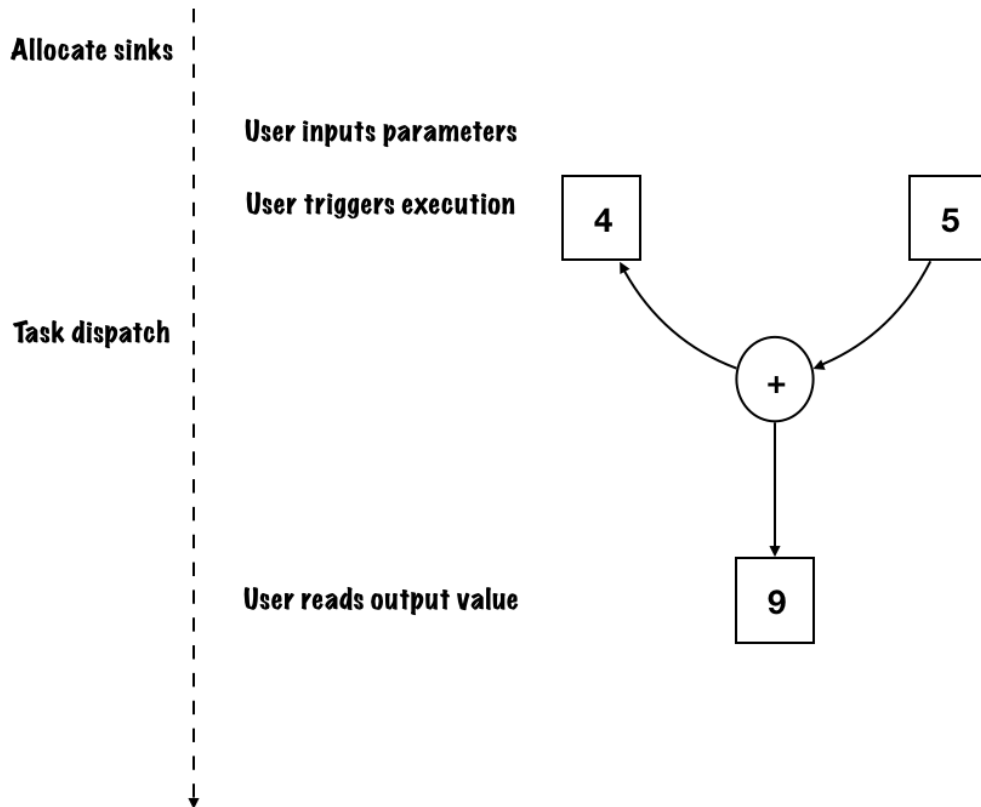 Allocate sinks
User inputs parameters
User triggers execution
4
5
Task dispatch
+
User reads output value
9